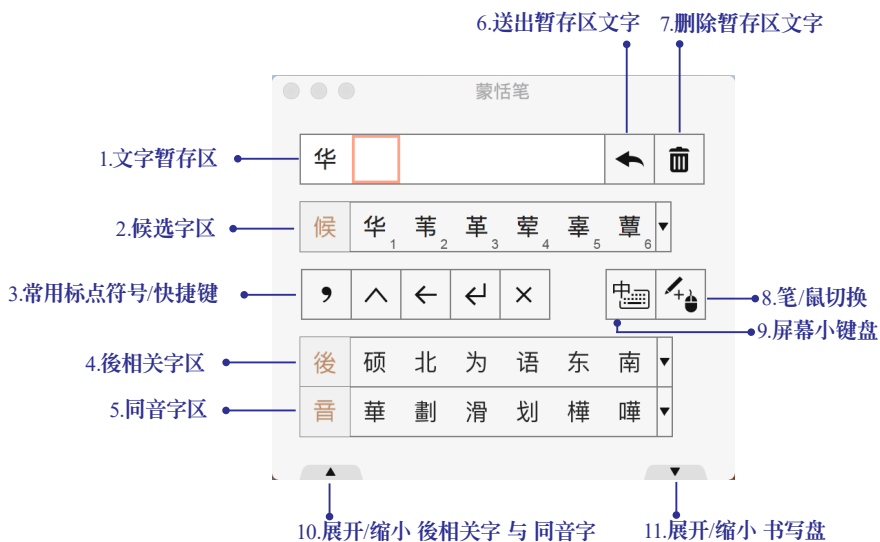 6.送出暂存区文字 7.删除暂存区文字
蒙恬笔
1.文字暂存区 华
2.候选字区 候 华1 苇2 革3 荤4 辜5 蕈6
3.常用标点符号/快捷键 , 中 8.笔/鼠切换
9.屏幕小键盘
4.後相关字区 後 硕 北 为 语 东 南
5.同音字区 音 華 劃 滑 划 樺 嘩
10.展开/缩小 後相关字 与 同音字 11.展开/缩小 书写盘